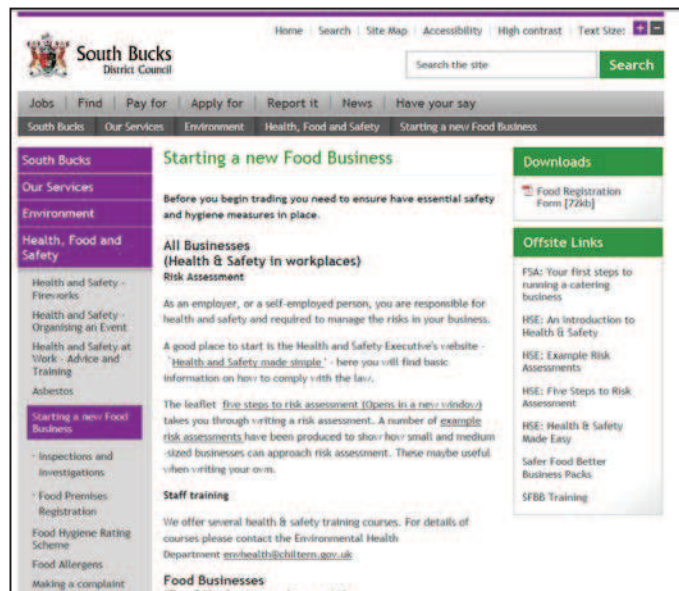 Home Search Site Map Accessibility High contrast Text Size: + -
South Bucks
District Council
Search the site
Search
Jobs Find Pay for Apply for Report it News Have your say
South Bucks Our Services Environment Health, Food and Safety Starting a new Food Business
South Bucks
Our Services
Environment
Health, Food and
Safety
Health and Safety -
Fireworks
Health and Safety -
Organising an Event
Health and Safety at
Work - Advice and
Training
Asbestos
Starting a new Food
Business
· Inspections and
Investigations
· Food Premises
Registration
Food Hygiene Rating
Scheme
Food Allergens
Making a complaint
Starting a new Food Business
Before you begin trading you need to ensure have essential safety
and hygiene measures in place.
All Businesses
(Health & Safety in workplaces)
Risk Assessment
As an employer, or a self-employed person, you are responsible for
health and safety and required to manage the risks in your business.
A good place to start is the Health and Safety Executive's website -
'Health and Safety made simple ' - here you will find basic
information on how to comply with the law.
The leaflet five steps to risk assessment (Opens in a new window)
takes you through writing a risk assessment. A number of example
risk assessments have been produced to show how small and medium
-sized businesses can approach risk assessment. These maybe useful
when writing your own.
Staff training
We offer several health & safety training courses. For details of
courses please contact the Environmental Health
Department envhealth@chiltern.gov.uk
Food Businesses
Downloads
Food Registration
Form [72kb]
Offsite Links
FSA: Your first steps to
running a catering
business
HSE: An Introduction to
Health & Safety
HSE: Example Risk
Assessments
HSE: Five Steps to Risk
Assessment
HSE: Health & Safety
Made Easy
Safer Food Better
Business Packs
SFBB Training